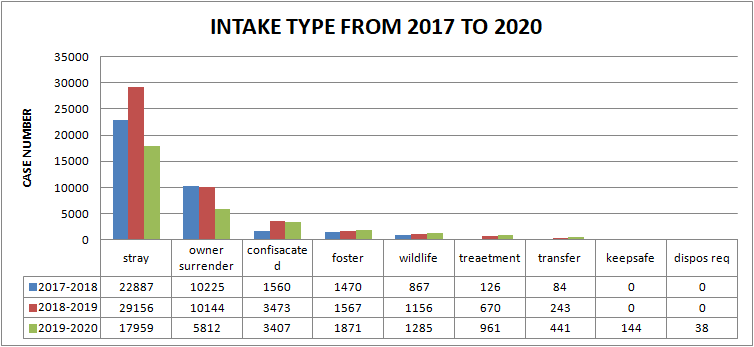 INTAKE TYPE FROM 2017 TO 2020
CASE NUMBER
35000
30000
25000
20000
15000
10000
5000
0
stray owner surrender confisacated foster wildlife treaetment transfer keepsafe dispos req
2017-2018 22887 10225 1560 1470 867 126 84 0 0
2018-2019 29156 10144 3473 1567 1156 670 243 0 0
2019-2020 17959 5812 3407 1871 1285 961 441 144 38